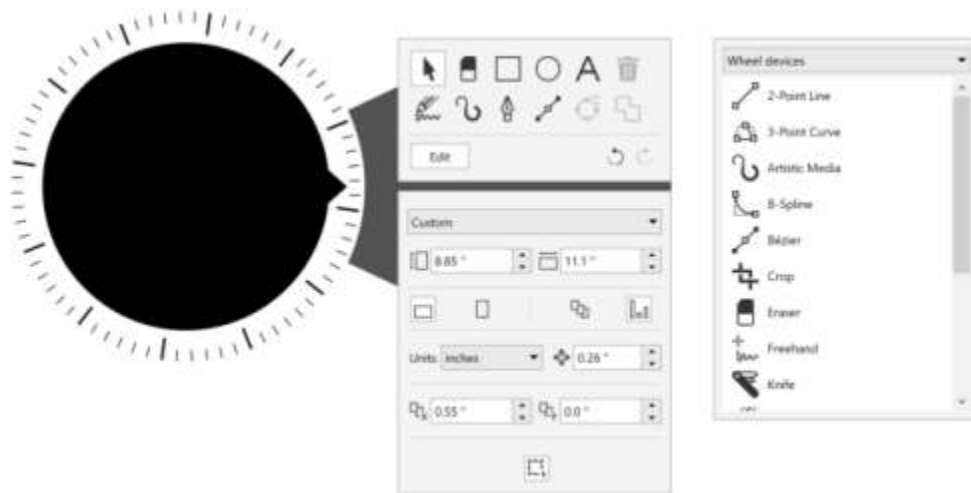 Edit
Custom
8.85 "
11.1 "
Units: inches
0.26 "
0.55 "
0.0 "
Wheel devices
2-Point Line
3-Point Curve
Artistic Media
B-Spline
Bézier
Crop
Eraser
Freehand
Knife